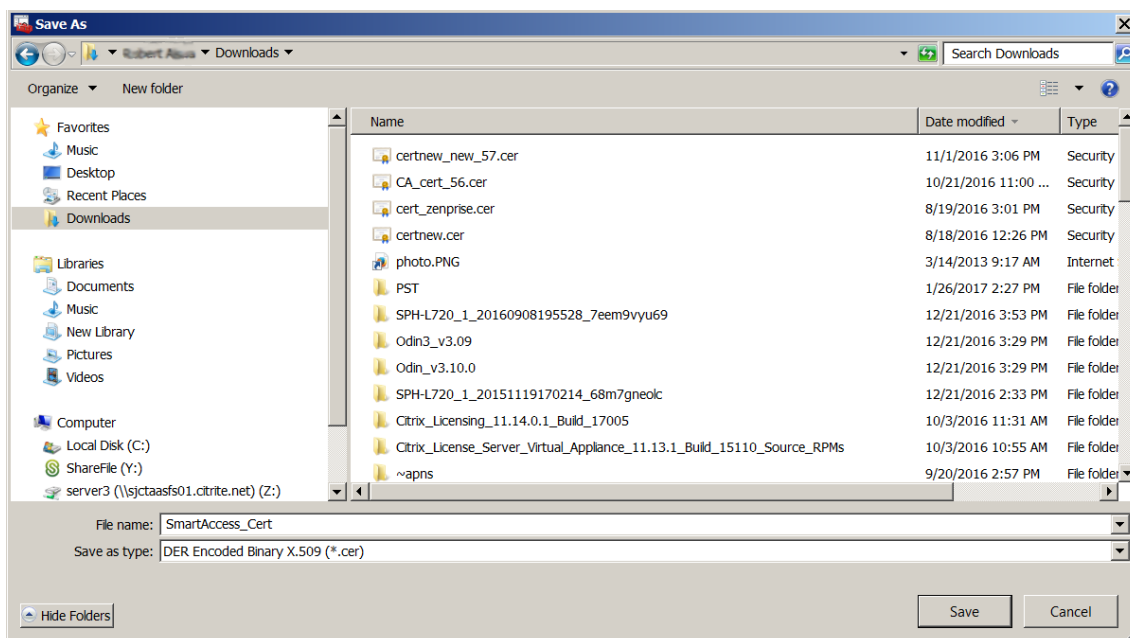 Save As
Downloads
Search Downloads
Organize New folder
Favorites
Music
Desktop
Recent Places
Downloads
Libraries
Documents
Music
New Library
Pictures
Videos
Computer
Local Disk (C:)
ShareFile (Y:)
server3 (\\sjctaasfs01.citrite.net) (Z:)
Name Date modified Type
certnew_new_57.cer 11/1/2016 3:06 PM Security
CA_cert_56.cer 10/21/2016 11:00 ... Security
cert_zenprise.cer 8/19/2016 3:01 PM Security
certnew.cer 8/18/2016 12:26 PM Security
photo.PNG 3/14/2013 9:17 AM Internet
PST 1/26/2017 2:27 PM File folder
SPH-L720_1_20160908195528_7eem9vyu69 12/21/2016 3:53 PM File folder
Odin3_v3.09 12/21/2016 3:29 PM File folder
Odin_v3.10.0 12/21/2016 3:29 PM File folder
SPH-L720_1_20151119170214_68m7gneolc 12/21/2016 2:33 PM File folder
Citrix_Licensing_11.14.0.1_Build_17005 10/3/2016 11:31 AM File folder
Citrix_License_Server_Virtual_Appliance_11.13.1_Build_15110_Source_RPMs 10/3/2016 10:55 AM File folder
~apns 9/20/2016 2:57 PM File folder
File name: SmartAccess_Cert
Save as type: DER Encoded Binary X.509 (*.cer)
Hide Folders Save Cancel